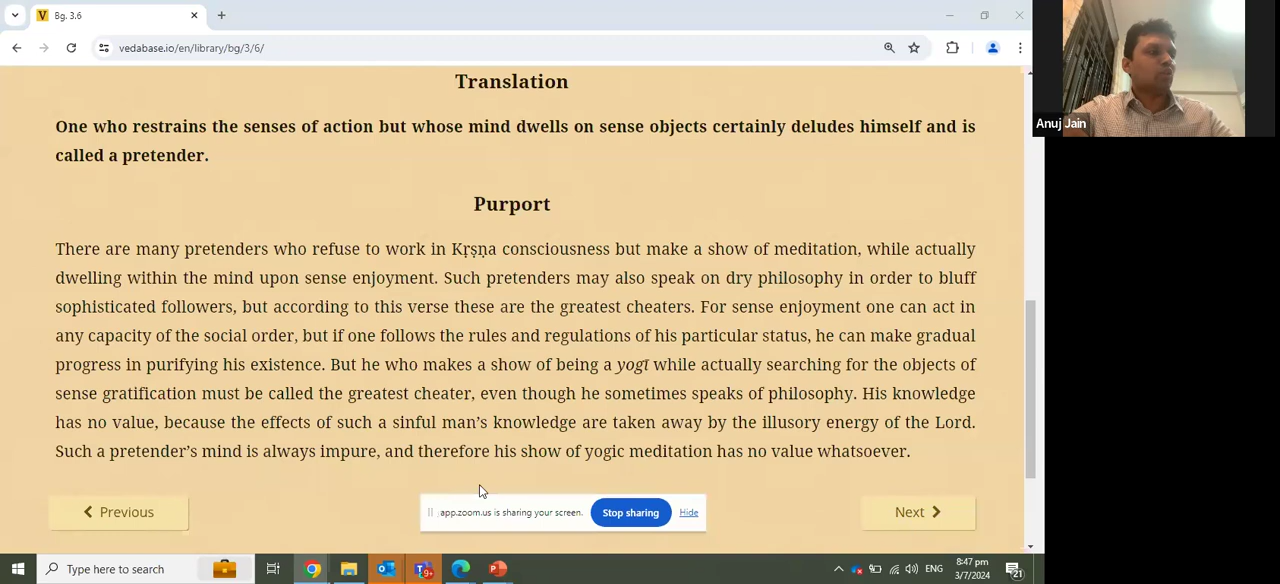 V Bg. 3.6
vedabase.io/en/library/bg/3/6/
Anuj Jain
Translation
One who restrains the senses of action but whose mind dwells on sense objects certainly deludes himself and is
called a pretender.
Purport
There are many pretenders who refuse to work in Kṛṣṇa consciousness but make a show of meditation, while actually
dwelling within the mind upon sense enjoyment. Such pretenders may also speak on dry philosophy in order to bluff
sophisticated followers, but according to this verse these are the greatest cheaters. For sense enjoyment one can act in
any capacity of the social order, but if one follows the rules and regulations of his particular status, he can make gradual
progress in purifying his existence. But he who makes a show of being a yogī while actually searching for the objects of
sense gratification must be called the greatest cheater, even though he sometimes speaks of philosophy. His knowledge
has no value, because the effects of such a sinful man’s knowledge are taken away by the illusory energy of the Lord.
Such a pretender’s mind is always impure, and therefore his show of yogic meditation has no value whatsoever.
Previous
app.zoom.us is sharing your screen.
Stop sharing
Hide
Next
Type here to search
9+
ENG
8:47 pm
3/7/2024
21